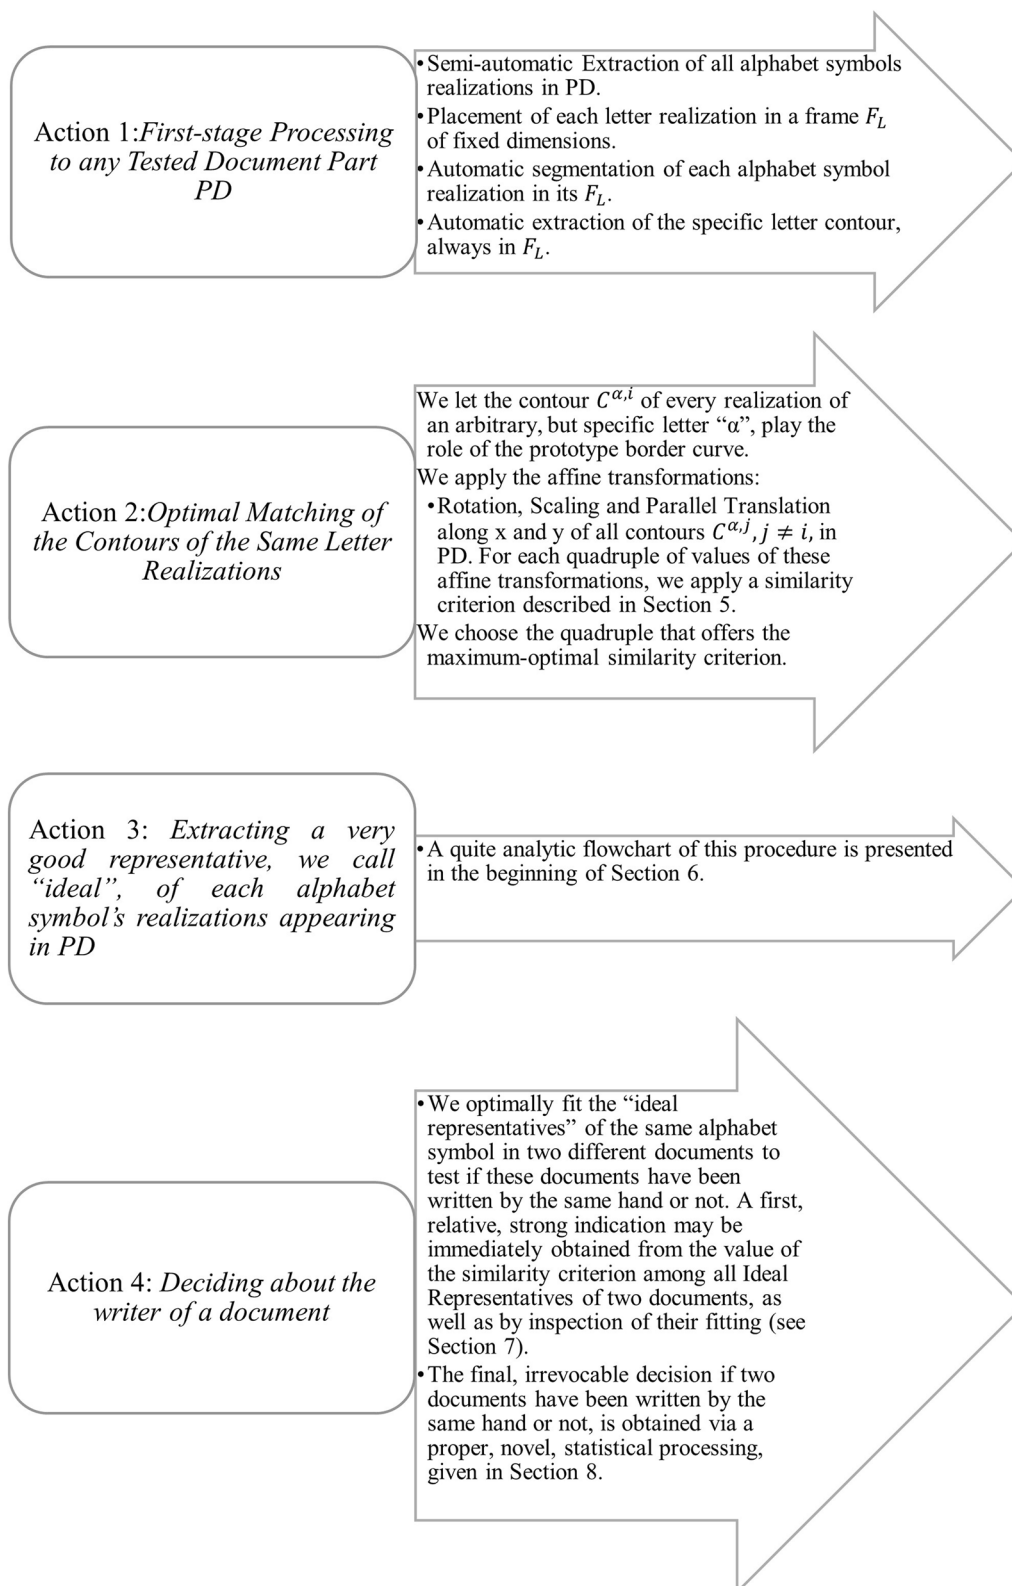 Action 1:First-stage Processing
to any Tested Document Part
PD
•Semi-automatic Extraction of all alphabet symbols
realizations in PD.
•Placement of each letter realization in a frame F_L
of fixed dimensions.
•Automatic segmentation of each alphabet symbol
realization in its F_L.
•Automatic extraction of the specific letter contour,
always in F_L.
Action 2:Optimal Matching of
the Contours of the Same Letter
Realizations
We let the contour C^{α,i} of every realization of
an arbitrary, but specific letter “α”, play the
role of the prototype border curve.
We apply the affine transformations:
•Rotation, Scaling and Parallel Translation
along x and y of all contours C^{α,j}, j ≠ i, in
PD. For each quadruple of values of these
affine transformations, we apply a similarity
criterion described in Section 5.
We choose the quadruple that offers the
maximum-optimal similarity criterion.
Action 3: Extracting a very
good representative, we call
“ideal”, of each alphabet
symbol’s realizations appearing
in PD
•A quite analytic flowchart of this procedure is presented
in the beginning of Section 6.
Action 4: Deciding about the
writer of a document
•We optimally fit the “ideal
representatives” of the same alphabet
symbol in two different documents to
test if these documents have been
written by the same hand or not. A first,
relative, strong indication may be
immediately obtained from the value of
the similarity criterion among all Ideal
Representatives of two documents, as
well as by inspection of their fitting (see
Section 7).
•The final, irrevocable decision if two
documents have been written by the
same hand or not, is obtained via a
proper, novel, statistical processing,
given in Section 8.